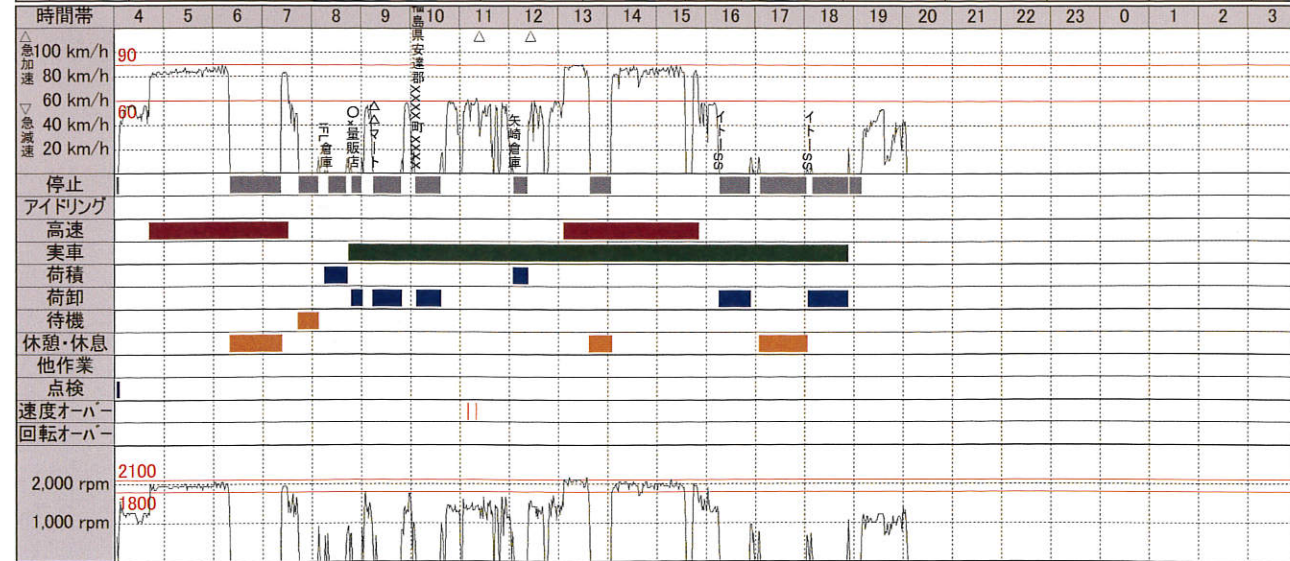 時間帯 4 5 6 7 8 9 10 11 12 13 14 15 16 17 18 19 20 21 22 23 0 1 2 3
△急加速
▽急減速
100 km/h
80 km/h
60 km/h
40 km/h
20 km/h
90
60
IFL倉庫
○×量販店
△△マート
福島県安達郡XXXX町XXXX
矢崎倉庫
イトーSS
イトーSS
△ △
停止
アイドリング
高速
実車
荷積
荷卸
待機
休憩・休息
他作業
点検
速度オーバー
回転オーバー
2,000 rpm
1,000 rpm
2100
1800